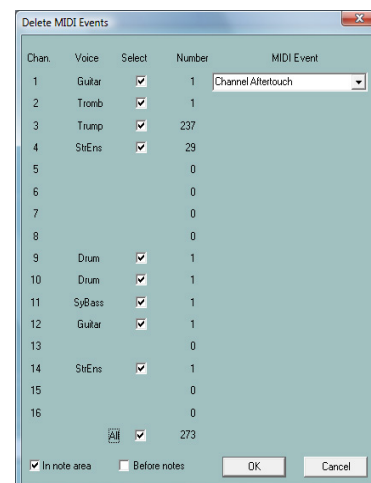 Delete MIDI Events
Chan. Voice Select Number MIDI Event
1 Guitar 1 Channel Aftertouch
2 Tromb 1
3 Trump 237
4 StrEns 29
5 0
6 0
7 0
8 0
9 Drum 1
10 Drum 1
11 SyBass 1
12 Guitar 1
13 0
14 StrEns 1
15 0
16 0
All 273
In note area Before notes OK Cancel